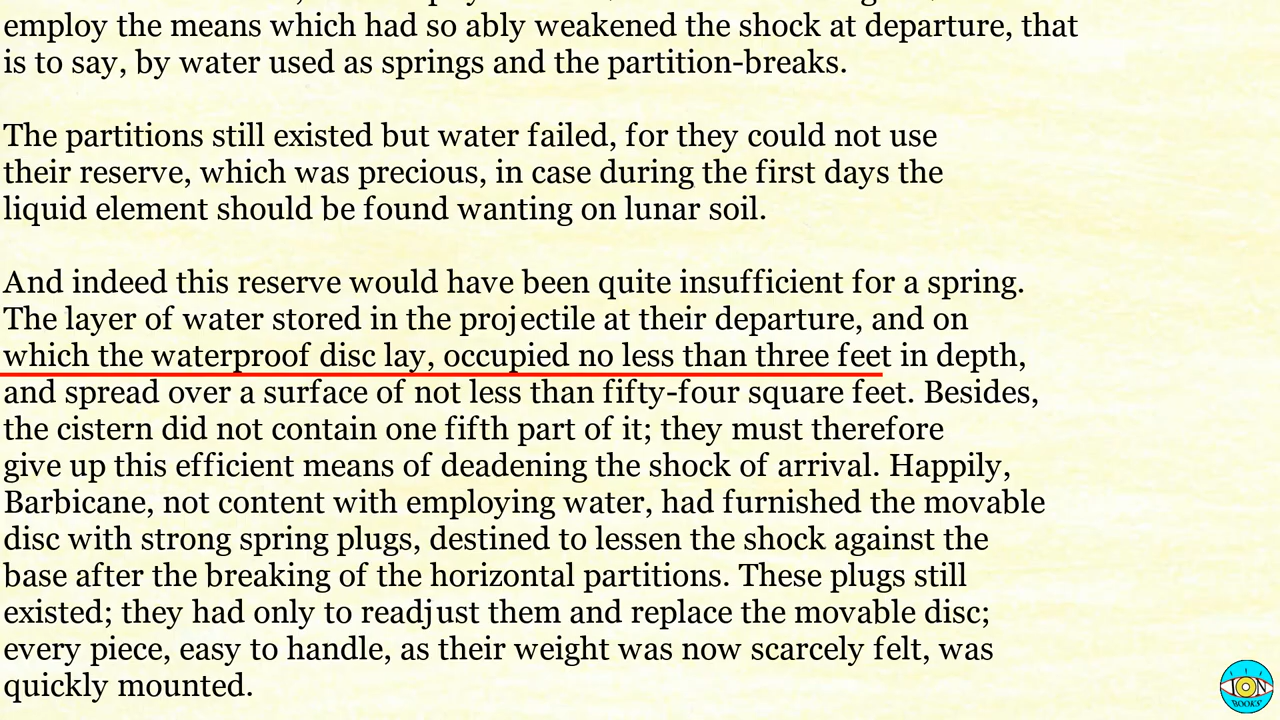 employ the means which had so ably weakened the shock at departure, that
is to say, by water used as springs and the partition-breaks.
The partitions still existed but water failed, for they could not use
their reserve, which was precious, in case during the first days the
liquid element should be found wanting on lunar soil.
And indeed this reserve would have been quite insufficient for a spring.
The layer of water stored in the projectile at their departure, and on
which the waterproof disc lay, occupied no less than three feet in depth,
and spread over a surface of not less than fifty-four square feet. Besides,
the cistern did not contain one fifth part of it; they must therefore
give up this efficient means of deadening the shock of arrival. Happily,
Barbicane, not content with employing water, had furnished the movable
disc with strong spring plugs, destined to lessen the shock against the
base after the breaking of the horizontal partitions. These plugs still
existed; they had only to readjust them and replace the movable disc;
every piece, easy to handle, as their weight was now scarcely felt, was
quickly mounted.
ION
BOOKS